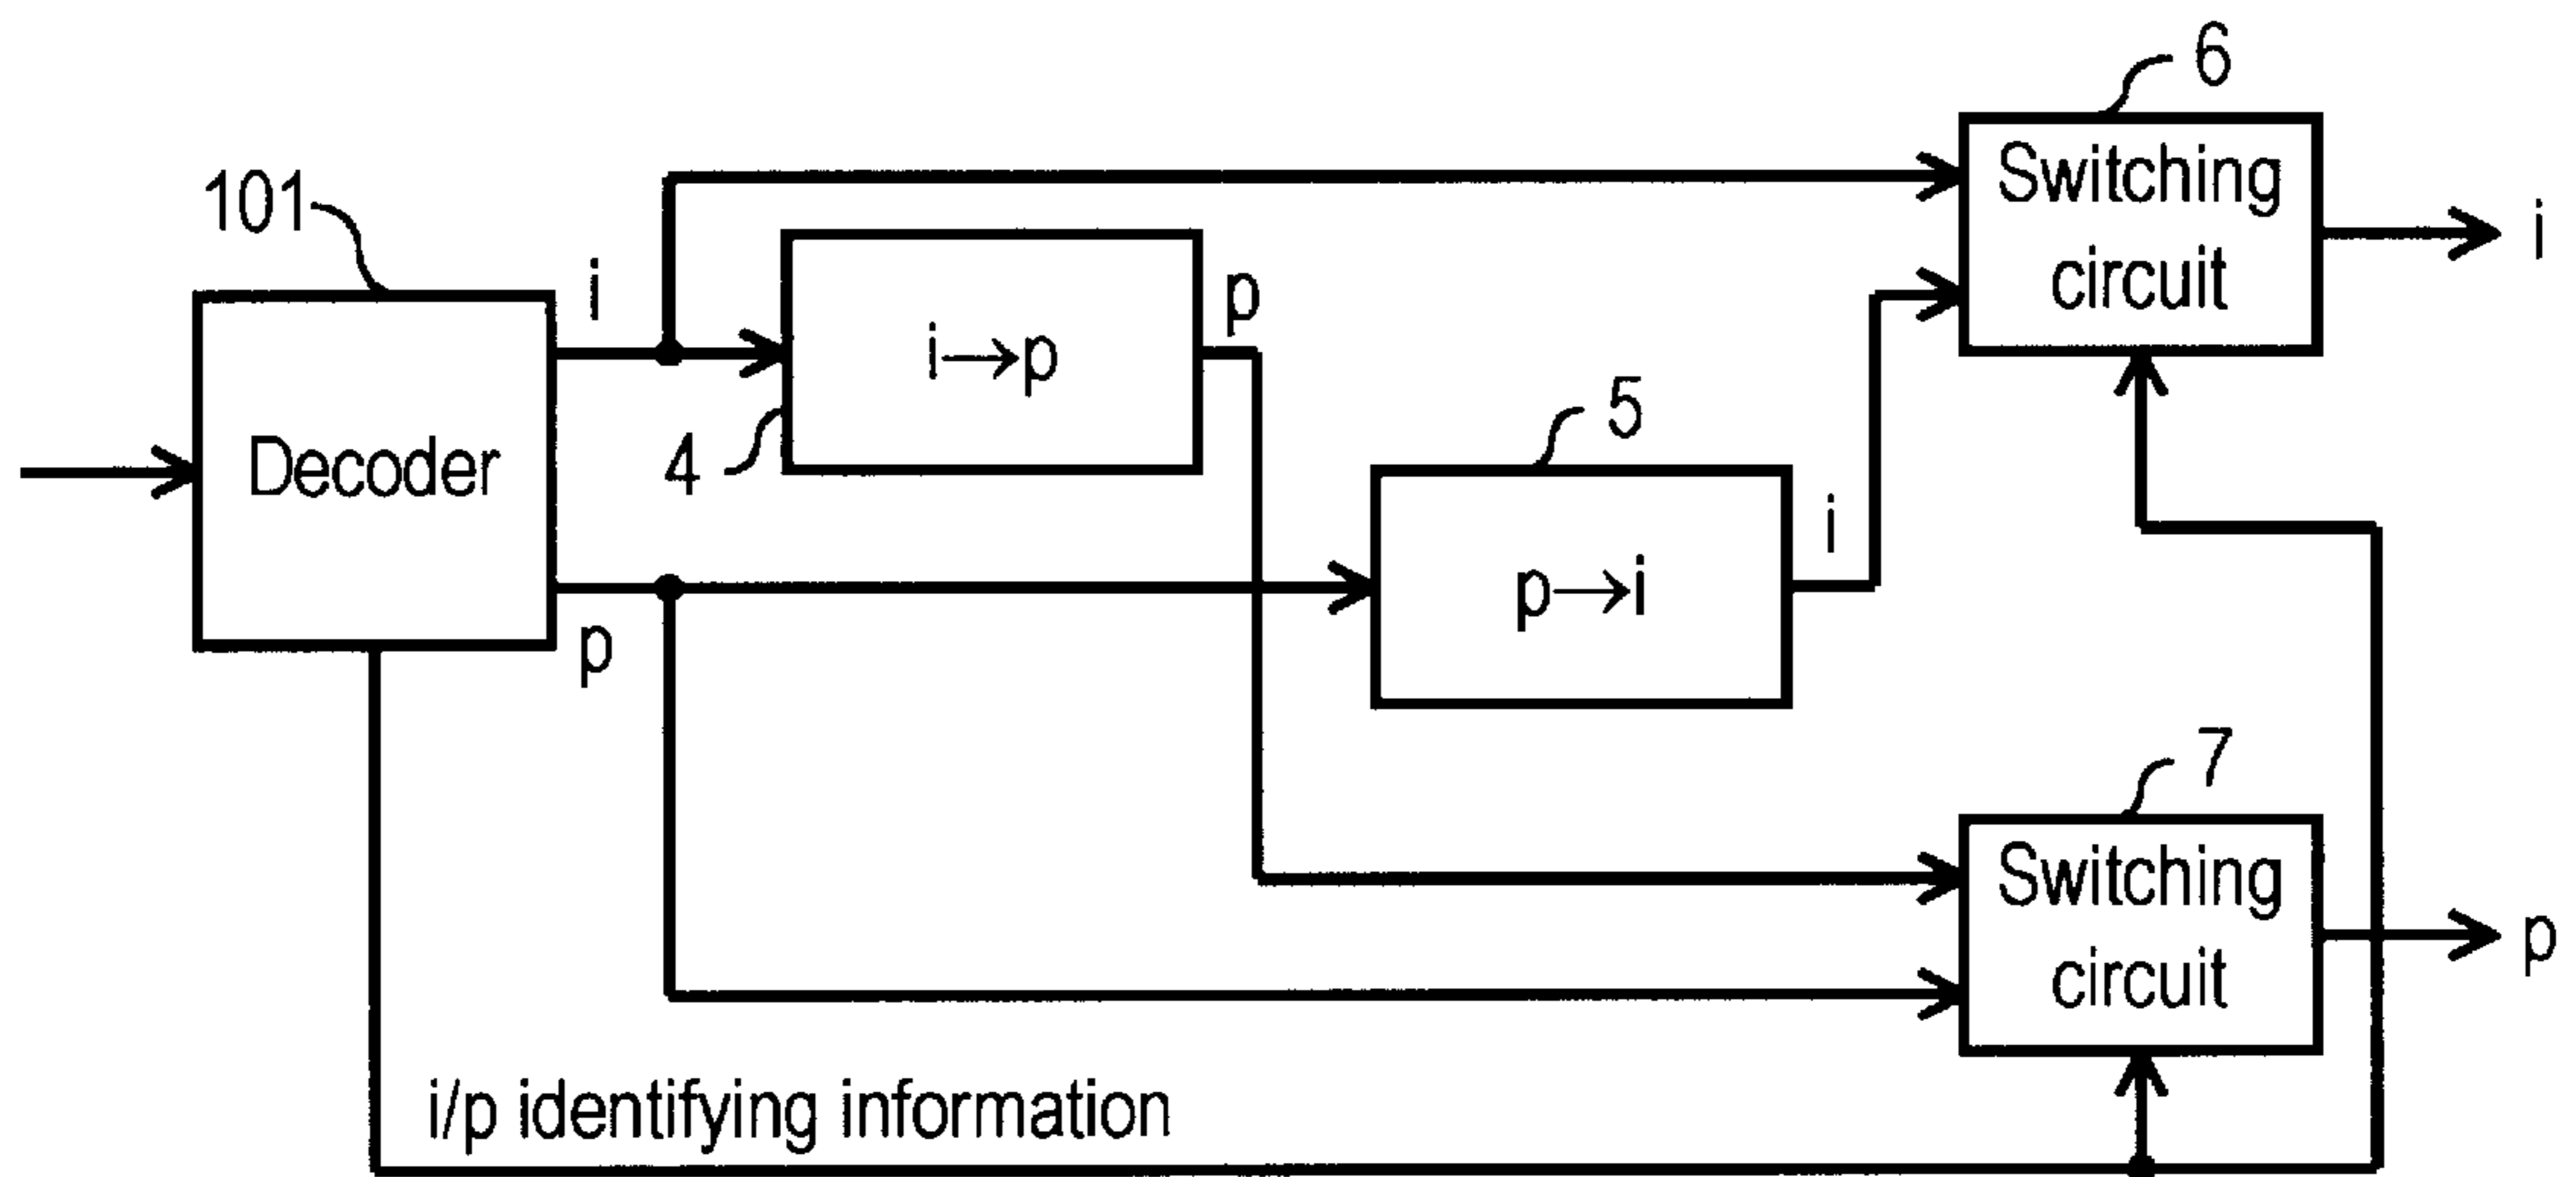 6
Switching
circuit
i
101
i
i→p
p
4
Decoder
5
p→i
i
p
7
Switching
circuit
p
i/p identifying information